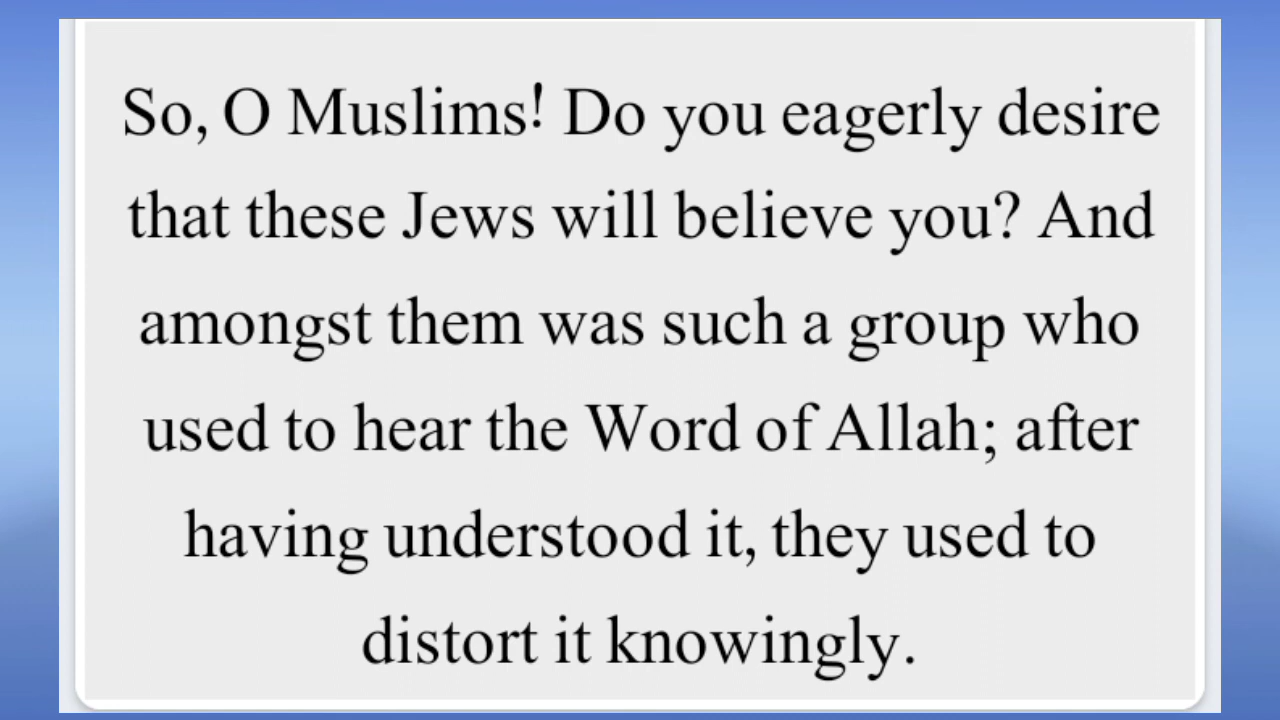 So, O Muslims! Do you eagerly desire
that these Jews will believe you? And
amongst them was such a group who
used to hear the Word of Allah; after
having understood it, they used to
distort it knowingly.